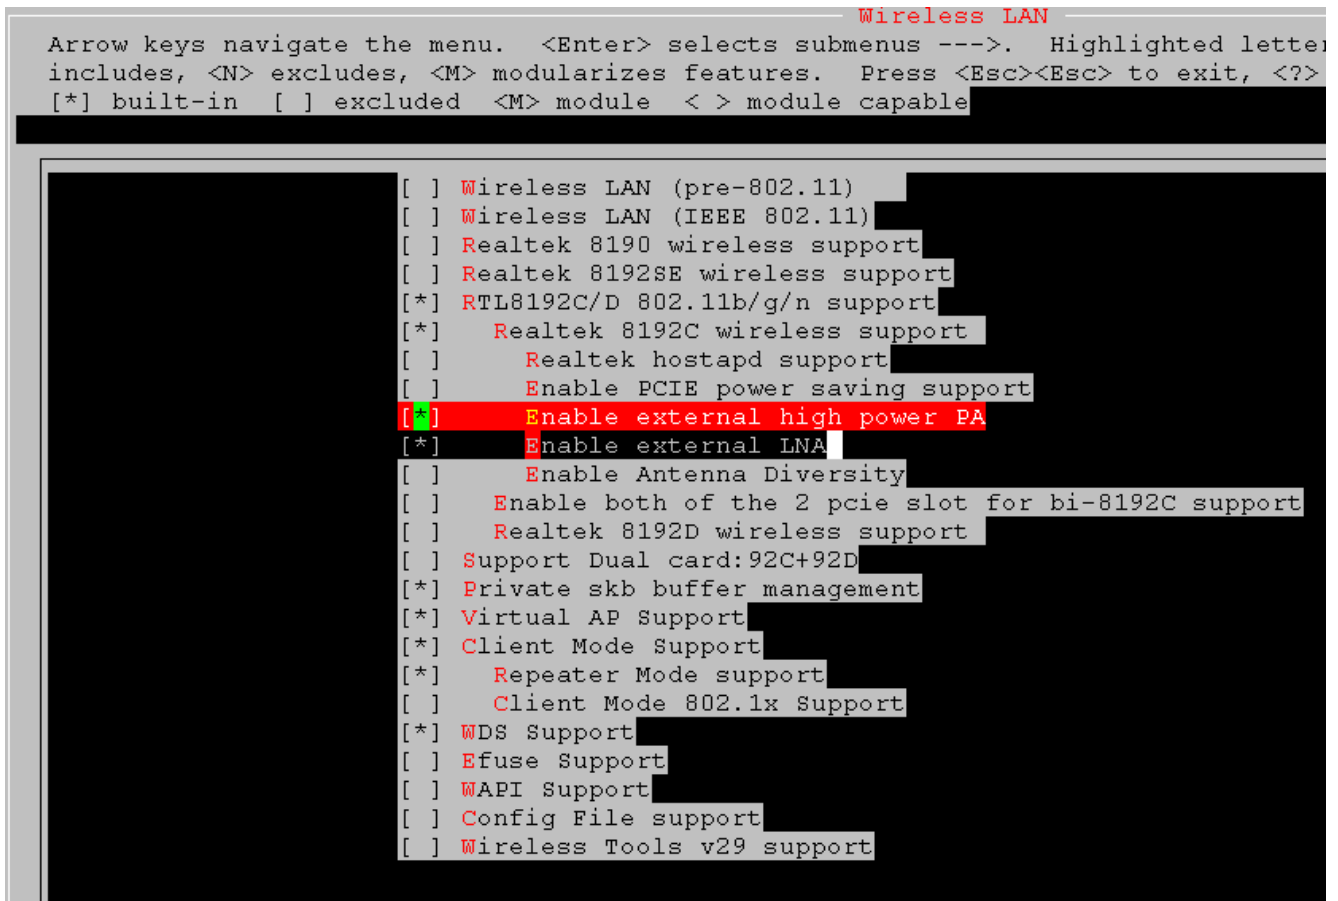 Wireless LAN
Arrow keys navigate the menu.  <Enter> selects submenus --->.  Highlighted letter
includes, <N> excludes, <M> modularizes features.  Press <Esc><Esc> to exit, <?>
[*] built-in  [ ] excluded  <M> module  < > module capable
[ ] Wireless LAN (pre-802.11)
[ ] Wireless LAN (IEEE 802.11)
[ ] Realtek 8190 wireless support
[ ] Realtek 8192SE wireless support
[*] RTL8192C/D 802.11b/g/n support
[*]   Realtek 8192C wireless support
[ ]     Realtek hostapd support
[ ]     Enable PCIE power saving support
[*]     Enable external high power PA
[*]     Enable external LNA
[ ]     Enable Antenna Diversity
[ ]   Enable both of the 2 pcie slot for bi-8192C support
[ ]   Realtek 8192D wireless support
[ ] Support Dual card:92C+92D
[*] Private skb buffer management
[*] Virtual AP Support
[*] Client Mode Support
[*]   Repeater Mode support
[ ]   Client Mode 802.1x Support
[*] WDS Support
[ ] Efuse Support
[ ] WAPI Support
[ ] Config File support
[ ] Wireless Tools v29 support